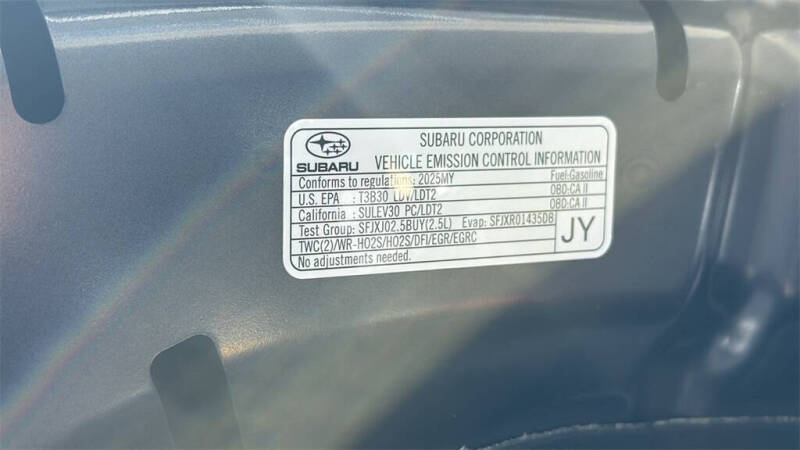 SUBARU
SUBARU CORPORATION
VEHICLE EMISSION CONTROL INFORMATION
Conforms to regulations: 2025MY Fuel-Gasoline
U.S. EPA : T3B30 LDV/LDT2 OBD-CA II
California : SULEV30 PC/LDT2 OBD-CA II
Test Group: SFJXJ02.5BUY(2.5L) Evap: SFJXR01435DB
TWC(2)/WR-HO2S/HO2S/DFI/EGR/EGRC
No adjustments needed.
JY